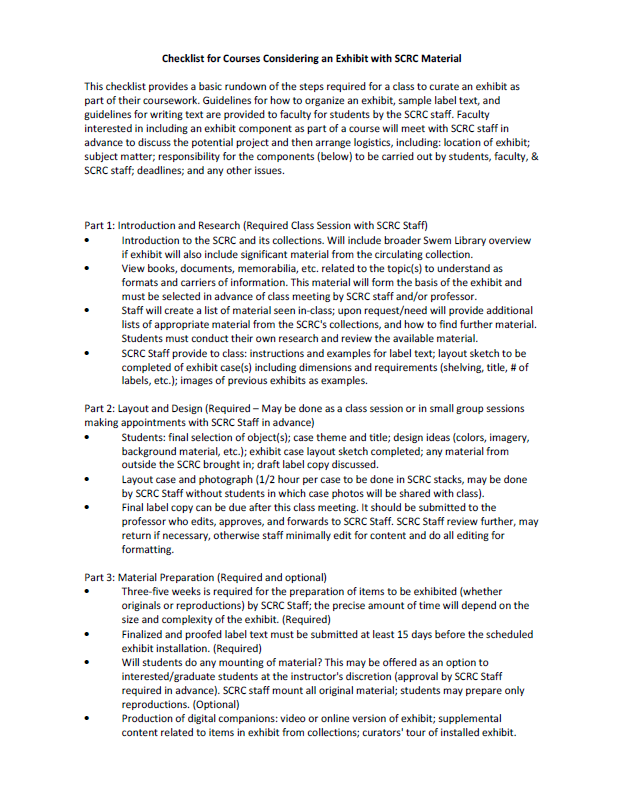 Checklist for Courses Considering an Exhibit with SCRC Material
This checklist provides a basic rundown of the steps required for a class to curate an exhibit as
part of their coursework. Guidelines for how to organize an exhibit, sample label text, and
guidelines for writing text are provided to faculty for students by the SCRC staff. Faculty
interested in including an exhibit component as part of a course will meet with SCRC staff in
advance to discuss the potential project and then arrange logistics, including: location of exhibit;
subject matter; responsibility for the components (below) to be carried out by students, faculty, &
SCRC staff; deadlines; and any other issues.
Part 1: Introduction and Research (Required Class Session with SCRC Staff)
• Introduction to the SCRC and its collections. Will include broader Swem Library overview
if exhibit will also include significant material from the circulating collection.
• View books, documents, memorabilia, etc. related to the topic(s) to understand as
formats and carriers of information. This material will form the basis of the exhibit and
must be selected in advance of class meeting by SCRC staff and/or professor.
• Staff will create a list of material seen in-class; upon request/need will provide additional
lists of appropriate material from the SCRC's collections, and how to find further material.
Students must conduct their own research and review the available material.
• SCRC Staff provide to class: instructions and examples for label text; layout sketch to be
completed of exhibit case(s) including dimensions and requirements (shelving, title, # of
labels, etc.); images of previous exhibits as examples.
Part 2: Layout and Design (Required – May be done as a class session or in small group sessions
making appointments with SCRC Staff in advance)
• Students: final selection of object(s); case theme and title; design ideas (colors, imagery,
background material, etc.); exhibit case layout sketch completed; any material from
outside the SCRC brought in; draft label copy discussed.
• Layout case and photograph (1/2 hour per case to be done in SCRC stacks, may be done
by SCRC Staff without students in which case photos will be shared with class).
• Final label copy can be due after this class meeting. It should be submitted to the
professor who edits, approves, and forwards to SCRC Staff. SCRC Staff review further, may
return if necessary, otherwise staff minimally edit for content and do all editing for
formatting.
Part 3: Material Preparation (Required and optional)
• Three-five weeks is required for the preparation of items to be exhibited (whether
originals or reproductions) by SCRC Staff; the precise amount of time will depend on the
size and complexity of the exhibit. (Required)
• Finalized and proofed label text must be submitted at least 15 days before the scheduled
exhibit installation. (Required)
• Will students do any mounting of material? This may be offered as an option to
interested/graduate students at the instructor's discretion (approval by SCRC Staff
required in advance). SCRC staff mount all original material; students may prepare only
reproductions. (Optional)
• Production of digital companions: video or online version of exhibit; supplemental
content related to items in exhibit from collections; curators' tour of installed exhibit.